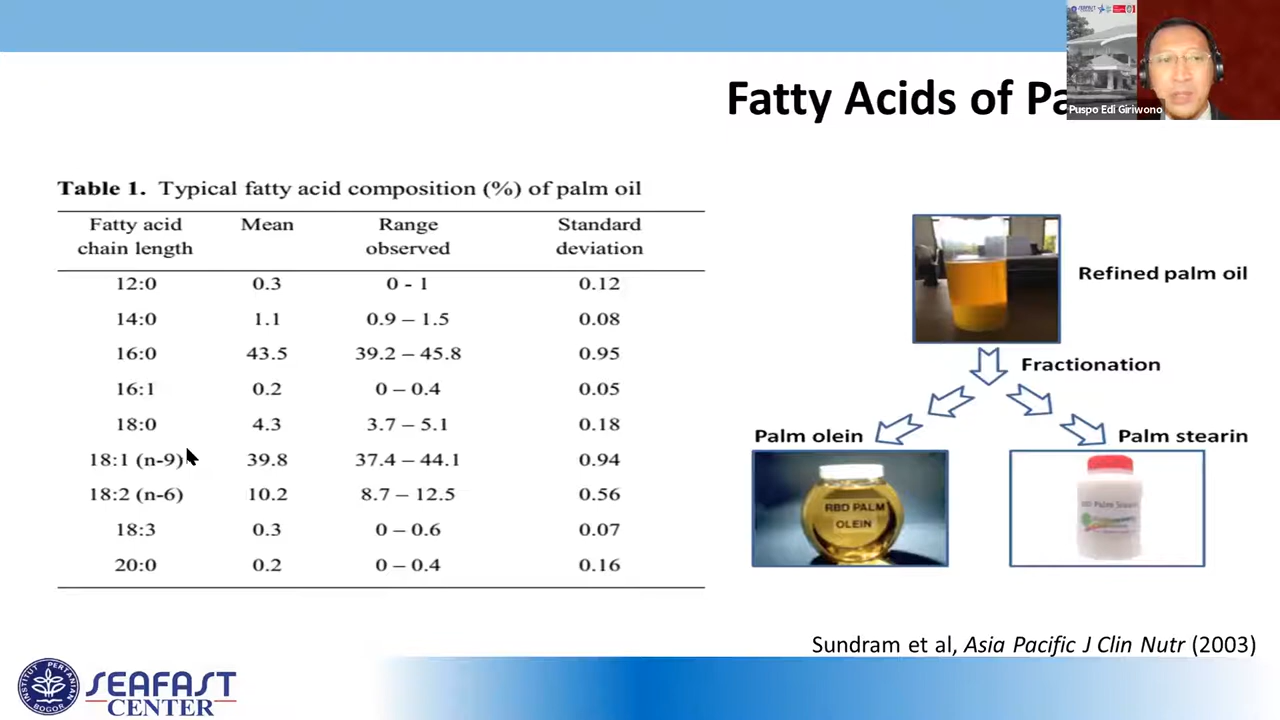 SEAFAST
Fatty Acids of Pa
Puspo Edi Giriwono
Table 1. Typical fatty acid composition (%) of palm oil
Fatty acid chain length Mean Range observed Standard deviation
12:0 0.3 0 - 1 0.12
14:0 1.1 0.9 – 1.5 0.08
16:0 43.5 39.2 – 45.8 0.95
16:1 0.2 0 – 0.4 0.05
18:0 4.3 3.7 – 5.1 0.18
18:1 (n-9) 39.8 37.4 – 44.1 0.94
18:2 (n-6) 10.2 8.7 – 12.5 0.56
18:3 0.3 0 – 0.6 0.07
20:0 0.2 0 – 0.4 0.16
Refined palm oil
Fractionation
Palm olein
Palm stearin
RBD PALM
OLEIN
RBD Palm Stearin
Sundram et al, Asia Pacific J Clin Nutr (2003)
INSTITUT PERTANIAN
BOGOR
SEAFAST
CENTER